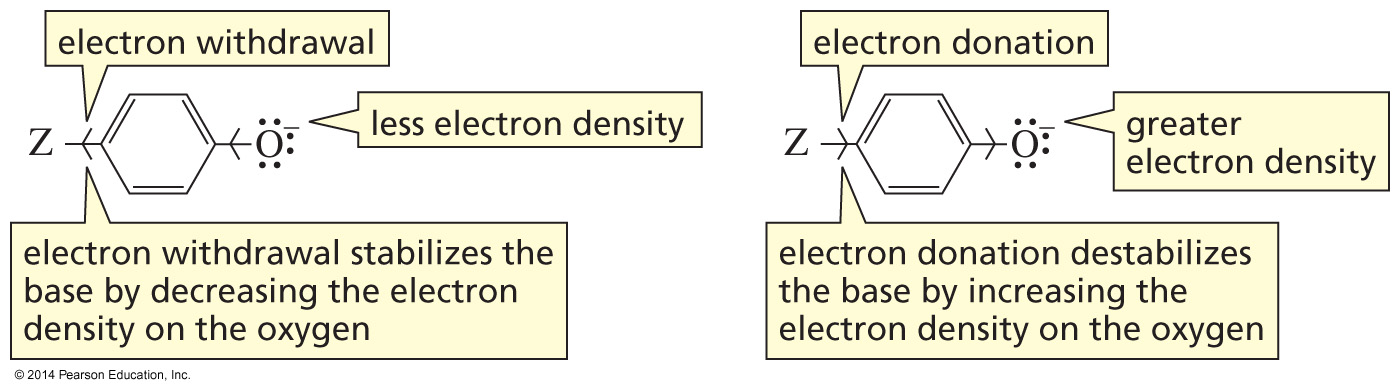 electron withdrawal
Z
O
−
less electron density
electron withdrawal stabilizes the
base by decreasing the electron
density on the oxygen
electron donation
Z
O
−
greater
electron density
electron donation destabilizes
the base by increasing the
electron density on the oxygen
© 2014 Pearson Education, Inc.